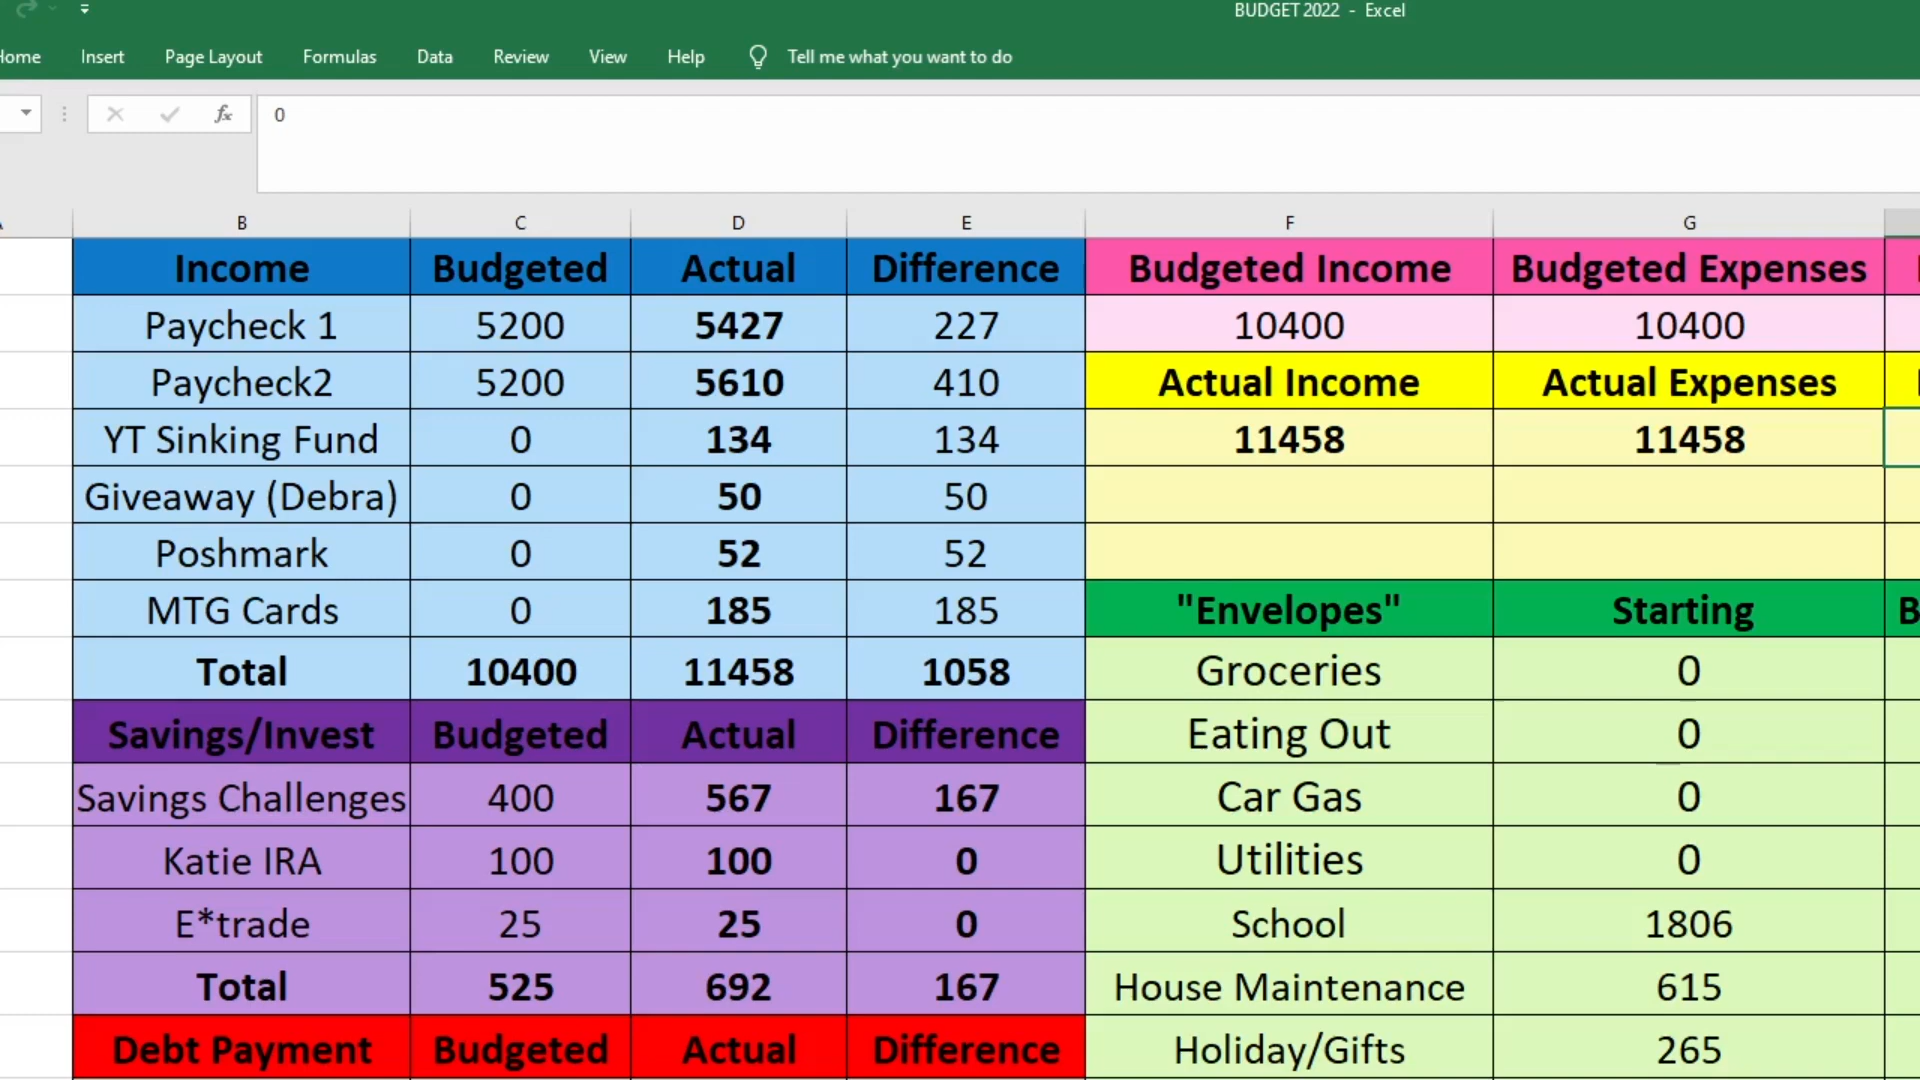 BUDGET 2022 - Excel
Home Insert Page Layout Formulas Data Review View Help Tell me what you want to do
fx 0
B C D E F G
Income Budgeted Actual Difference Budgeted Income Budgeted Expenses
Paycheck 1 5200 5427 227 10400 10400
Paycheck2 5200 5610 410 Actual Income Actual Expenses
YT Sinking Fund 0 134 134 11458 11458
Giveaway (Debra) 0 50 50
Poshmark 0 52 52
MTG Cards 0 185 185 "Envelopes" Starting B
Total 10400 11458 1058 Groceries 0
Savings/Invest Budgeted Actual Difference Eating Out 0
Savings Challenges 400 567 167 Car Gas 0
Katie IRA 100 100 0 Utilities 0
E*trade 25 25 0 School 1806
Total 525 692 167 House Maintenance 615
Debt Payment Budgeted Actual Difference Holiday/Gifts 265